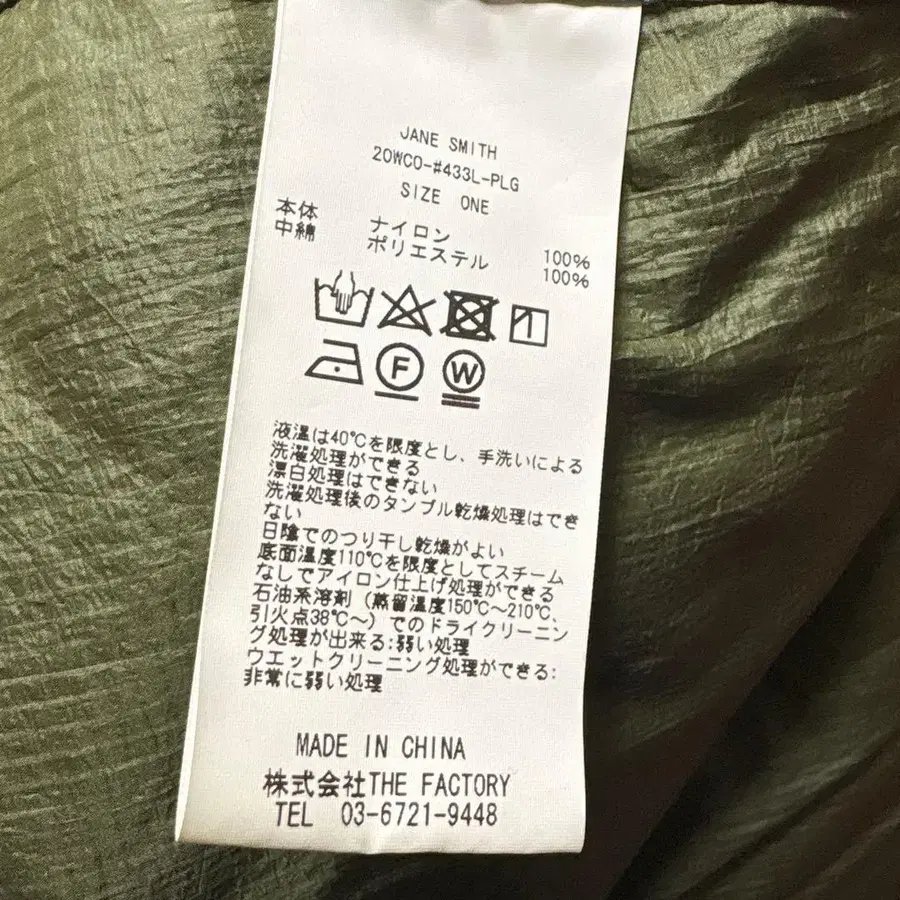 JANE SMITH
20WCO-#433L-PLG
SIZE ONE
本体 ナイロン 100%
中綿 ポリエステル 100%
F
W
液温は40℃を限度とし、手洗いによる
洗濯処理ができる
漂白処理はできない
洗濯処理後のタンブル乾燥処理はでき
ない
日陰でのつり干し乾燥がよい
底面温度110℃を限度としてスチーム
なしでアイロン仕上げ処理ができる
石油系溶剤（蒸留温度150℃～210℃、
引火点38℃～）でのドライクリーニン
グ処理が出来る:弱い処理
ウエットクリーニング処理ができる:
非常に弱い処理
MADE IN CHINA
株式会社THE FACTORY
TEL 03-6721-9448